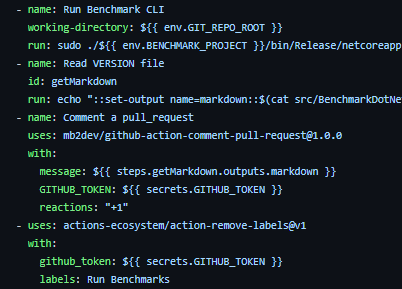 - name: Run Benchmark CLI
working-directory: ${{ env.GIT_REPO_ROOT }}
run: sudo ./${{ env.BENCHMARK_PROJECT }}/bin/Release/netcoreapp
- name: Read VERSION file
id: getMarkdown
run: echo "::set-output name=markdown::$(cat src/BenchmarkDotNet
- name: Comment a pull_request
uses: mb2dev/github-action-comment-pull-request@1.0.0
with:
message: ${{ steps.getMarkdown.outputs.markdown }}
GITHUB_TOKEN: ${{ secrets.GITHUB_TOKEN }}
reactions: "+1"
- uses: actions-ecosystem/action-remove-labels@v1
with:
github_token: ${{ secrets.GITHUB_TOKEN }}
labels: Run Benchmarks